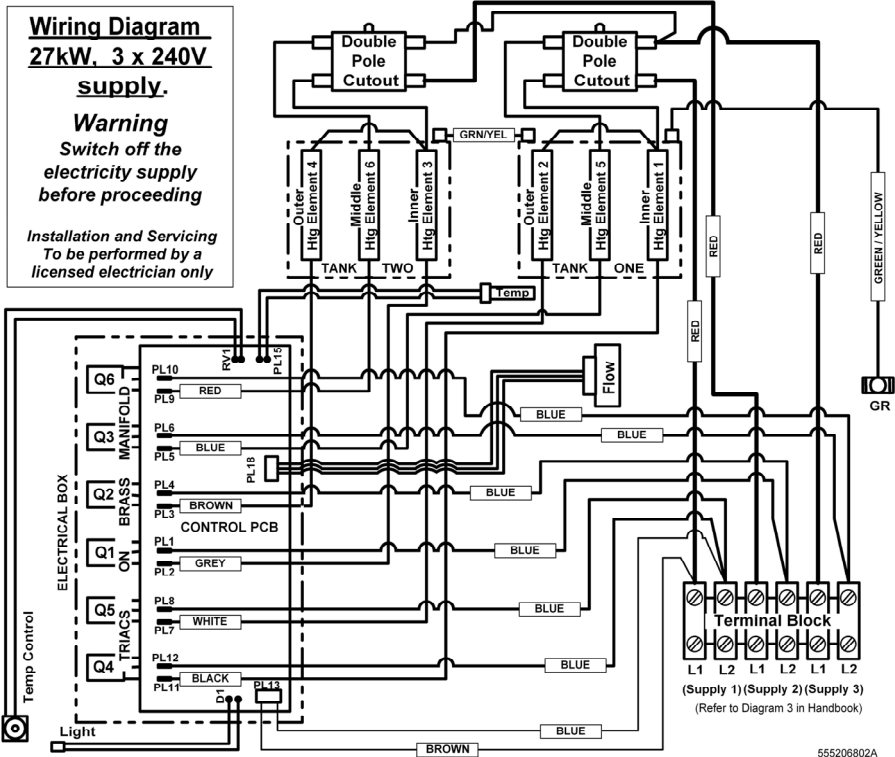 Wiring Diagram
27kW, 3 x 240V
supply.
Warning
Switch off the
electricity supply
before proceeding
Installation and Servicing
To be performed by a
licensed electrician only
Double
Pole
Cutout
Double
Pole
Cutout
GRN/YEL
Outer
Htg Element 4
Middle
Htg Element 6
Inner
Htg Element 3
TANK TWO
Outer
Htg Element 2
Middle
Htg Element 5
Inner
Htg Element 1
TANK ONE
RED
RED
RED
GREEN / YELLOW
GR
Temp
Flow
RV1
PL15
ELECTRICAL BOX
TRIACS ON BRASS MANIFOLD
Q6
PL10
PL9
RED
BLUE
Q3
PL6
PL5
BLUE
BLUE
PL18
Q2
PL4
PL3
BROWN
BLUE
CONTROL PCB
Q1
PL1
PL2
GREY
BLUE
Q5
PL8
PL7
WHITE
BLUE
Q4
PL12
PL11
BLACK
BLUE
D1
PL13
BLUE
BROWN
Temp Control
Light
Terminal Block
L1 L2 L1 L2 L1 L2
(Supply 1) (Supply 2) (Supply 3)
(Refer to Diagram 3 in Handbook)
555206802A